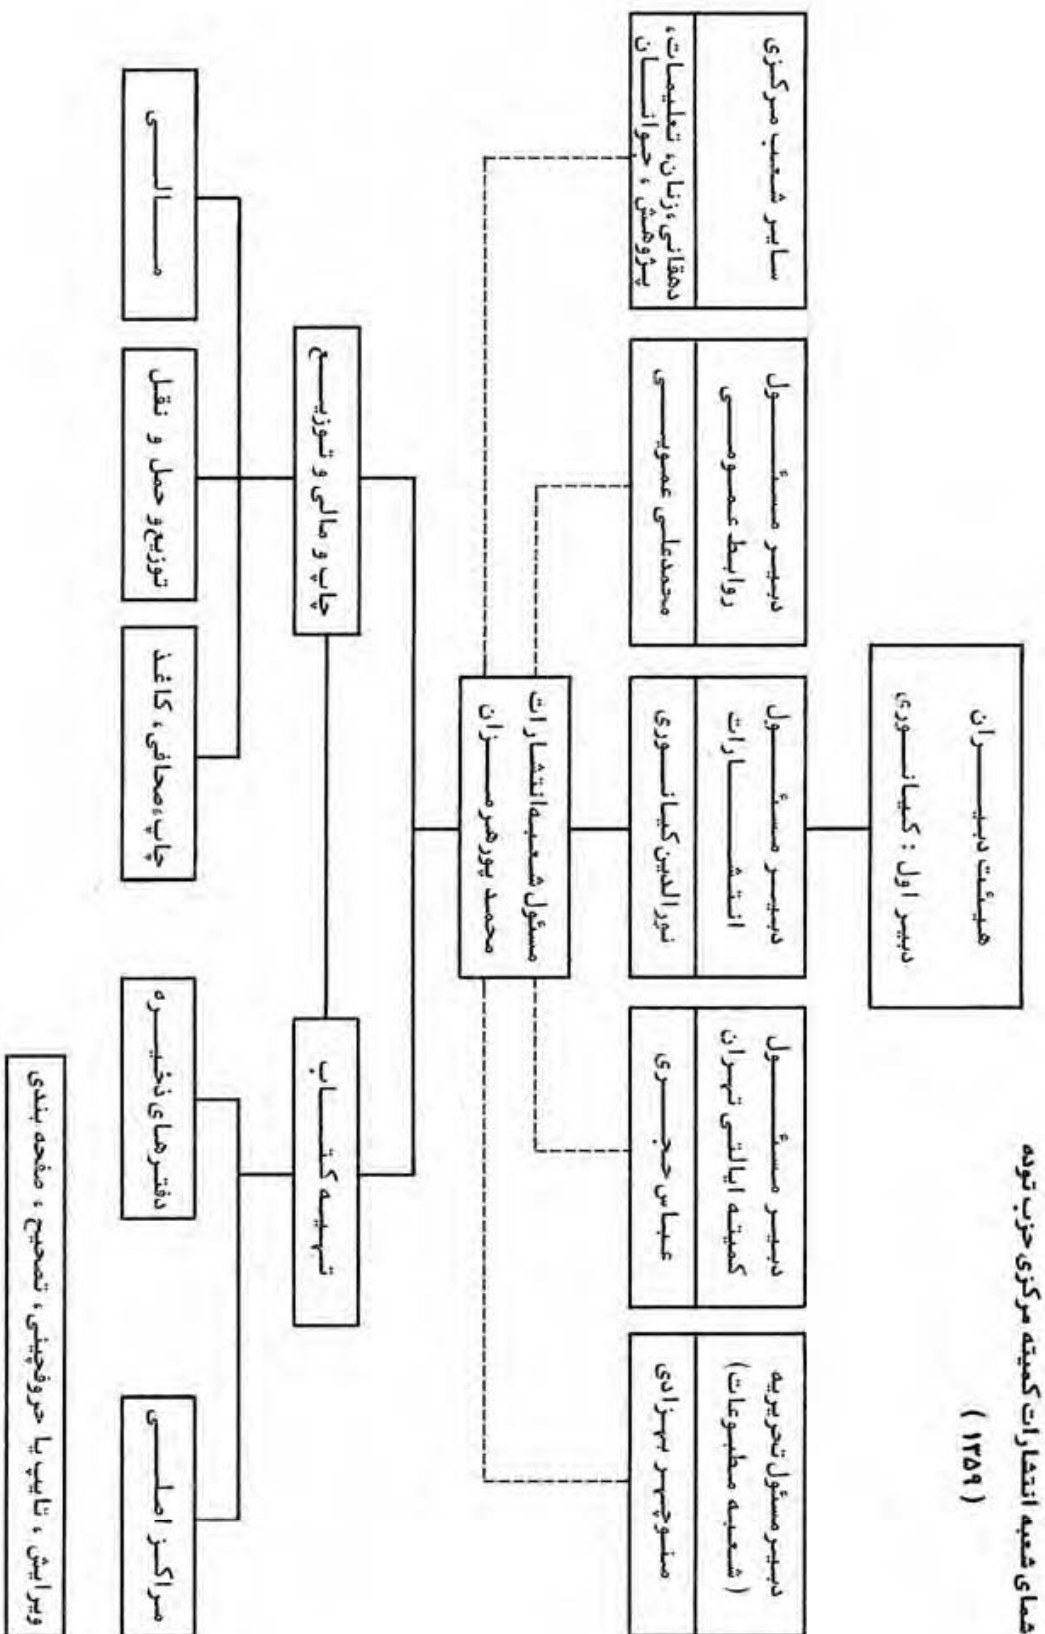 شمای شعبه انتشارات کمیته مرکزی حزب توده
(۱۳۵۹)
هیئت دبیران
دبیر اول : کیانوری
دبیر مسئول تحریریه
(شعبه مطبوعات)
منوچهر بهزادی
دبیر مسئول
کمیته ایالتی تهران
عباس حجری
دبیر مسئول
انتشارات
نورالدین کیانوری
دبیر مسئول
روابط عمومی
محمدعلی عمویی
سایر شعب مرکزی
دهقانی، زنان، تعلیمات،
پژوهش، جوانان
مسئول شعبه انتشارات
محمد پورهرمزان
تهیه کتاب
چاپ و مالی و توزیع
مراکز اصلی
دفترهای ذخیره
چاپ، صحافی، کاغذ
توزیع و حمل و نقل
مالی
ویرایش، تایپ یا حروفچینی، تصحیح، صفحه بندی